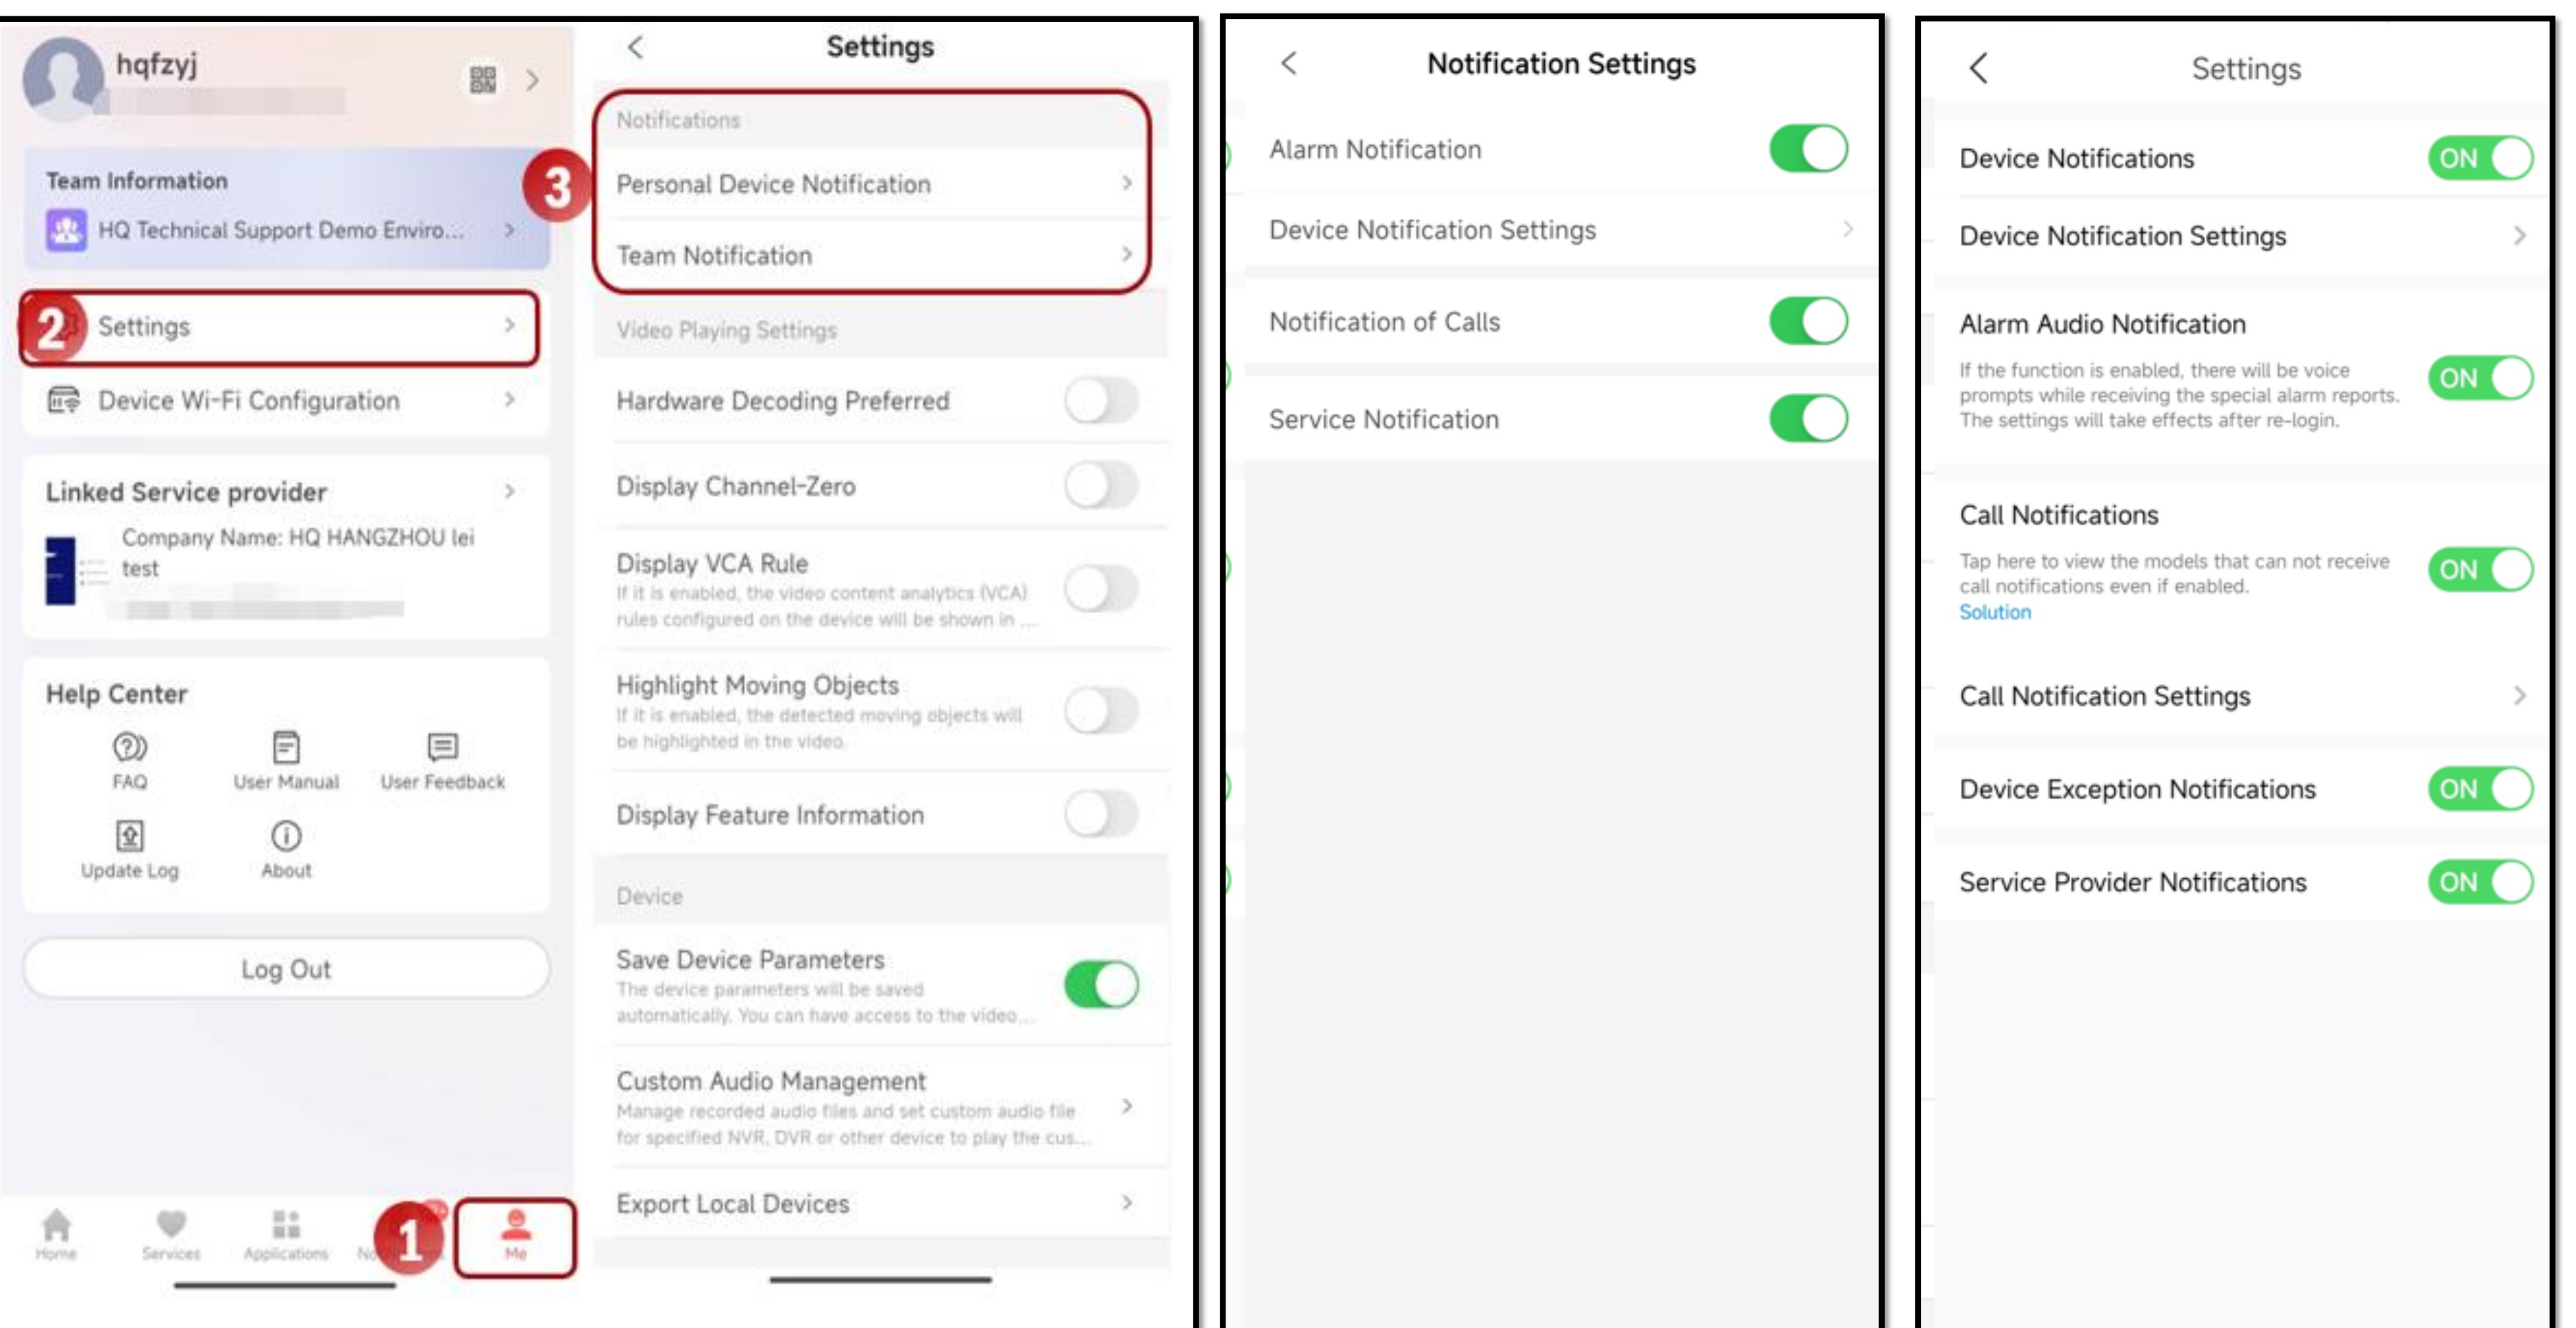 hqfzyj
Team Information
HQ Technical Support Demo Enviro...
2
Settings
Device Wi-Fi Configuration
Linked Service provider
Company Name: HQ HANGZHOU lei
test
Help Center
FAQ
User Manual
User Feedback
Update Log
About
Log Out
Home
Services
Applications
1
Me
Settings
3
Notifications
Personal Device Notification
Team Notification
Video Playing Settings
Hardware Decoding Preferred
Display Channel-Zero
Display VCA Rule
If it is enabled, the video content analytics (VCA)
rules configured on the device will be shown in ...
Highlight Moving Objects
If it is enabled, the detected moving objects will
be highlighted in the video.
Display Feature Information
Device
Save Device Parameters
The device parameters will be saved
automatically. You can have access to the video...
Custom Audio Management
Manage recorded audio files and set custom audio file
for specified NVR, DVR or other device to play the cus...
Export Local Devices
Notification Settings
Alarm Notification
Device Notification Settings
Notification of Calls
Service Notification
Settings
Device Notifications ON
Device Notification Settings
Alarm Audio Notification
If the function is enabled, there will be voice
prompts while receiving the special alarm reports. ON
The settings will take effects after re-login.
Call Notifications
Tap here to view the models that can not receive
call notifications even if enabled. ON
Solution
Call Notification Settings
Device Exception Notifications ON
Service Provider Notifications ON